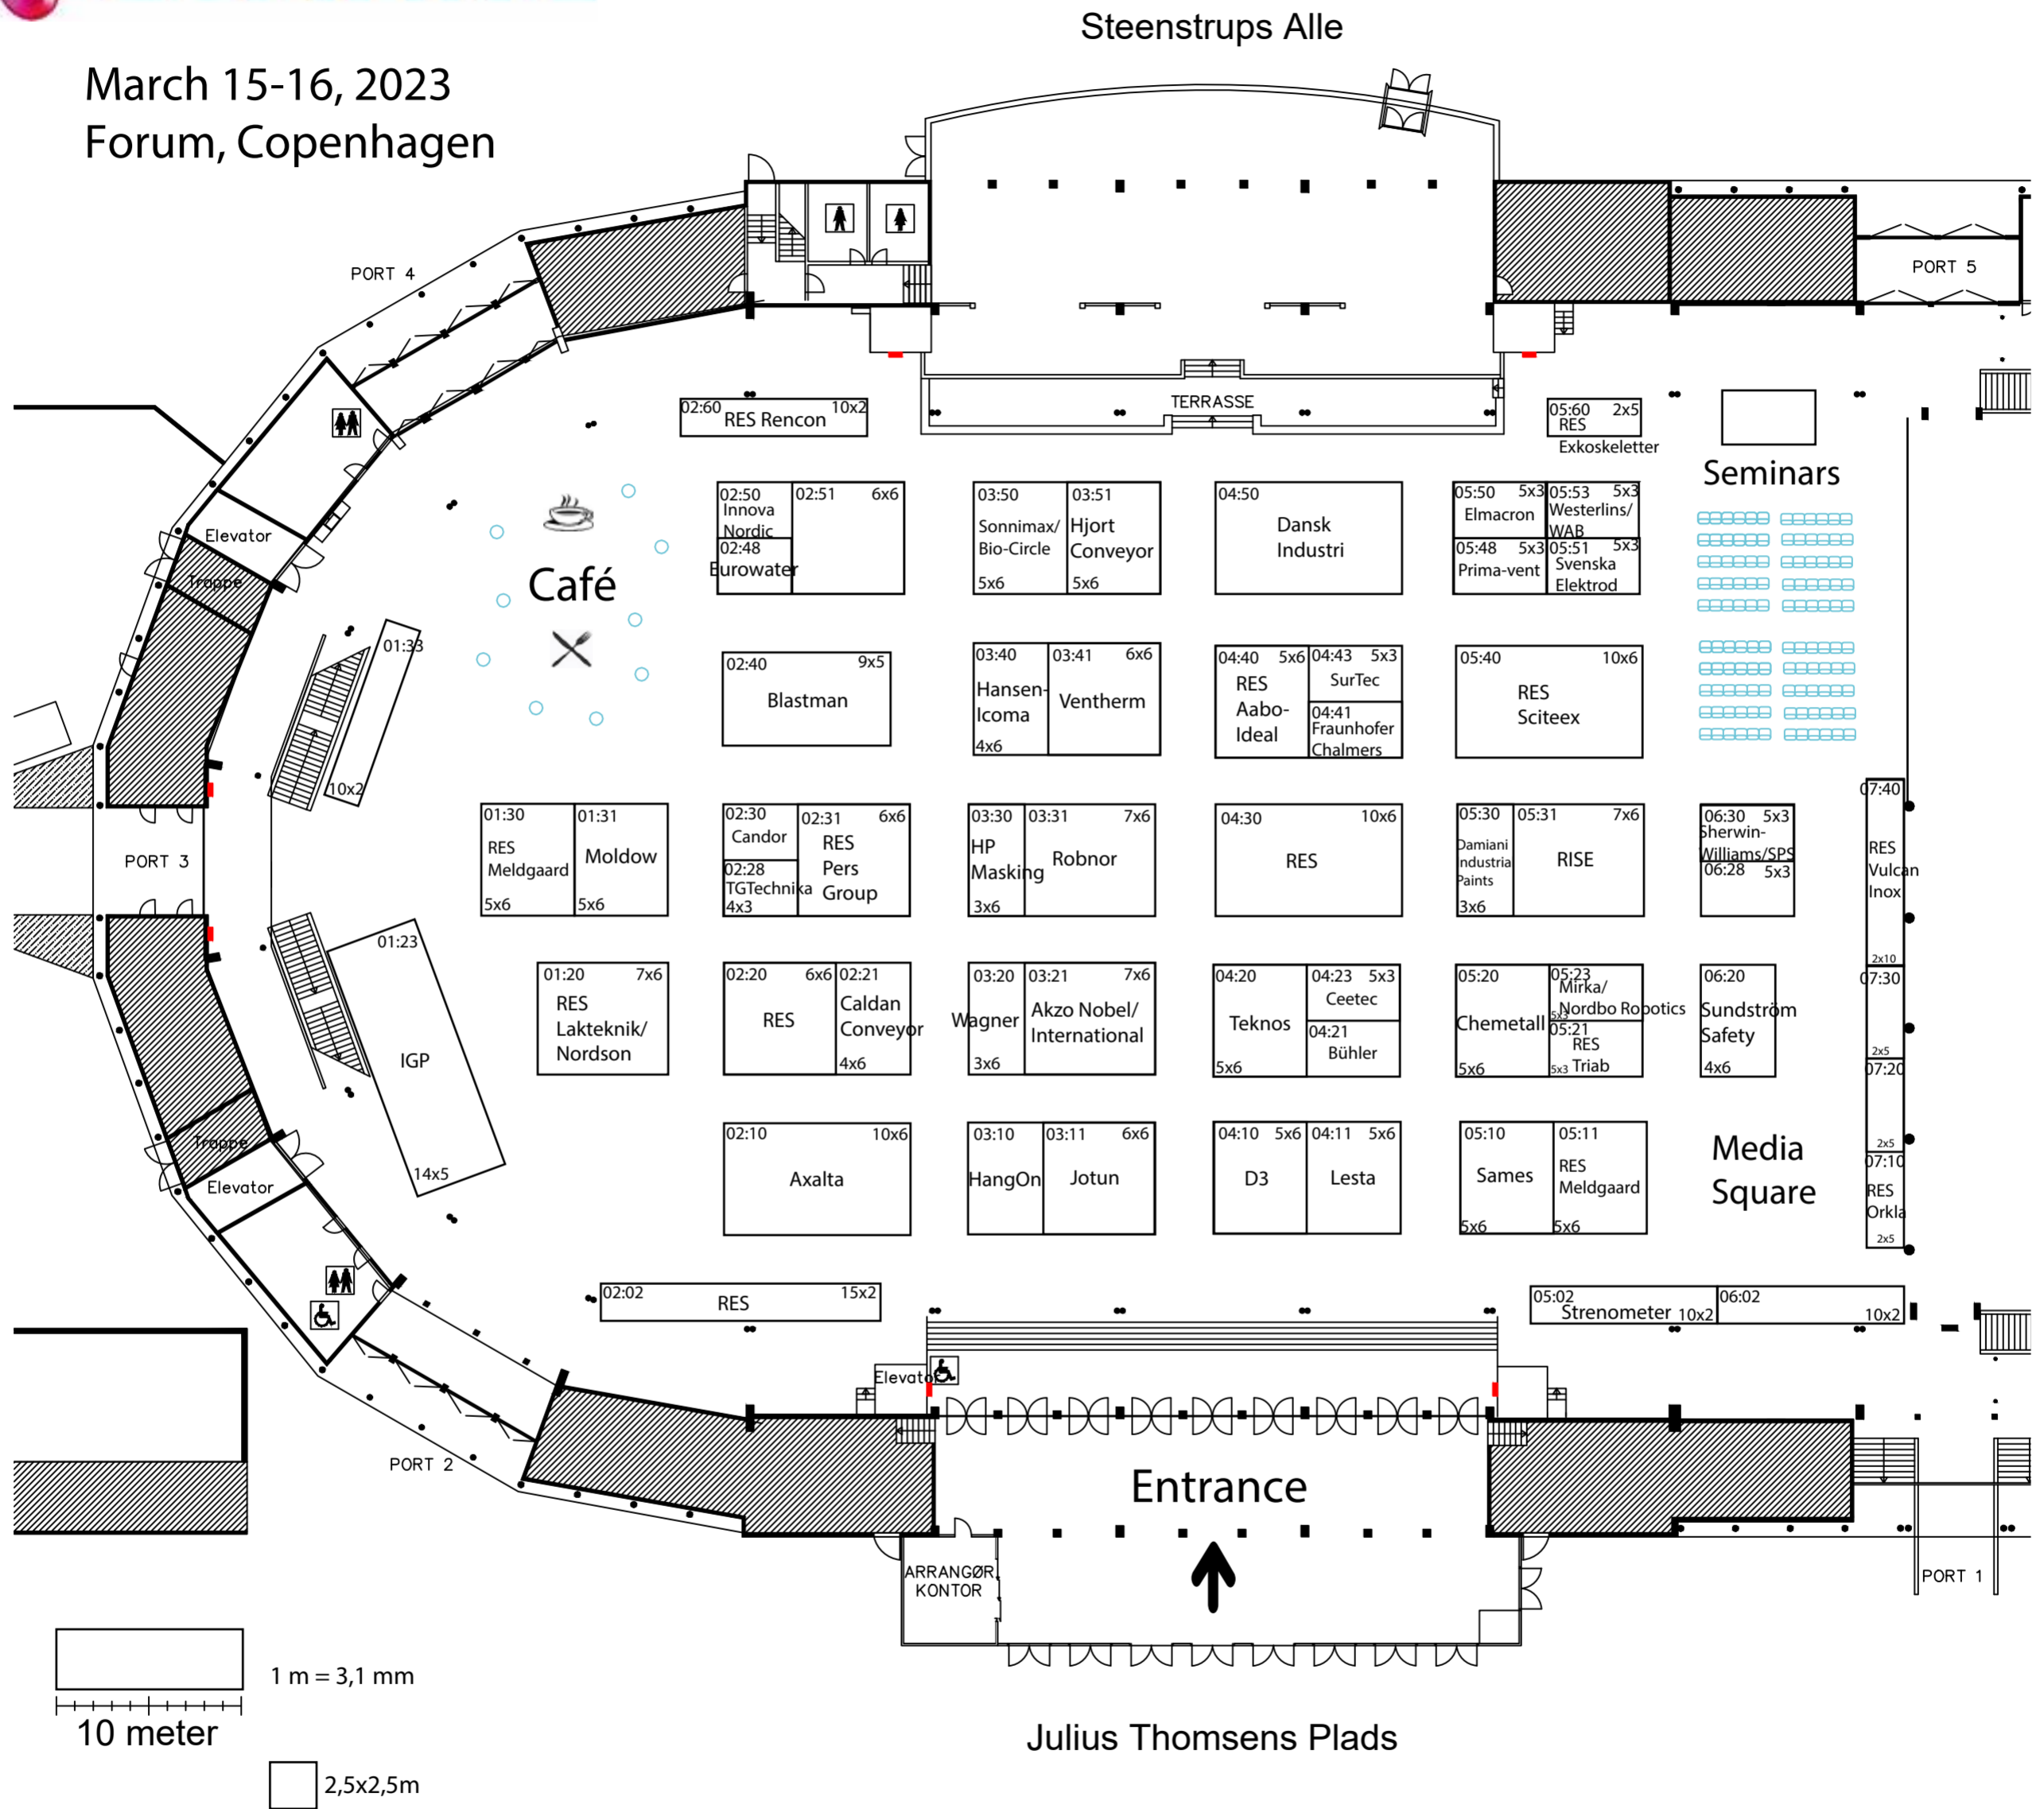 Steenstrups Alle
March 15-16, 2023
Forum, Copenhagen
PORT 4
PORT 5
TERRASSE
02:60
10x2
RES Rencon
05:60 2x5
RES
Exkoskeletter
Seminars
Elevator
Trappe
Café
02:50
Innova
Nordic
02:48
Eurowater
02:51 6x6
03:50
Sonnimax/
Bio-Circle
5x6
03:51
Hjort
Conveyor
5x6
04:50
Dansk
Industri
05:50 5x3
Elmacron
05:53 5x3
Westerlins/
WAB
05:48 5x3
Prima-vent
05:51 5x3
Svenska
Elektrod
01:33
10x2
02:40 9x5
Blastman
03:40
Hansen-
Icoma
4x6
03:41 6x6
Ventherm
04:40 5x6
RES
Aabo-
Ideal
04:43 5x3
SurTec
04:41
Fraunhofer
Chalmers
05:40 10x6
RES
Sciteex
PORT 3
01:30
RES
Meldgaard
5x6
01:31
Moldow
5x6
02:30
Candor
02:28
TGTechnika
4x3
02:31 6x6
RES
Pers
Group
03:30
HP
Masking
3x6
03:31 7x6
Robnor
04:30 10x6
RES
05:30
Damiani
Industrial
Paints
3x6
05:31 7x6
RISE
06:30 5x3
Sherwin-
Williams/SPS
06:28 5x3
07:40
RES
Vulcan
Inox
2x10
01:23
IGP
14x5
01:20 7x6
RES
Lakteknik/
Nordson
02:20 6x6
RES
02:21
Caldan
Conveyor
4x6
03:20
Wagner
3x6
03:21 7x6
Akzo Nobel/
International
04:20
Teknos
5x6
04:23 5x3
Ceetec
04:21
Bühler
05:20
Chemetall
5x6
05:23
Mirka/
Nordbo Robotics
5x3
05:21
RES
5x3 Triab
06:20
Sundström
Safety
4x6
07:30
2x5
07:20
2x5
Trappe
Elevator
02:10 10x6
Axalta
03:10
HangOn
03:11 6x6
Jotun
04:10 5x6
D3
04:11 5x6
Lesta
05:10
Sames
5x6
05:11
RES
Meldgaard
5x6
Media
Square
07:10
RES
Orkla
2x5
02:02 15x2
RES
05:02
Strenometer 10x2
06:02
10x2
Elevator
PORT 2
Entrance
ARRANGØR
KONTOR
PORT 1
1 m = 3,1 mm
10 meter
Julius Thomsens Plads
2,5x2,5m